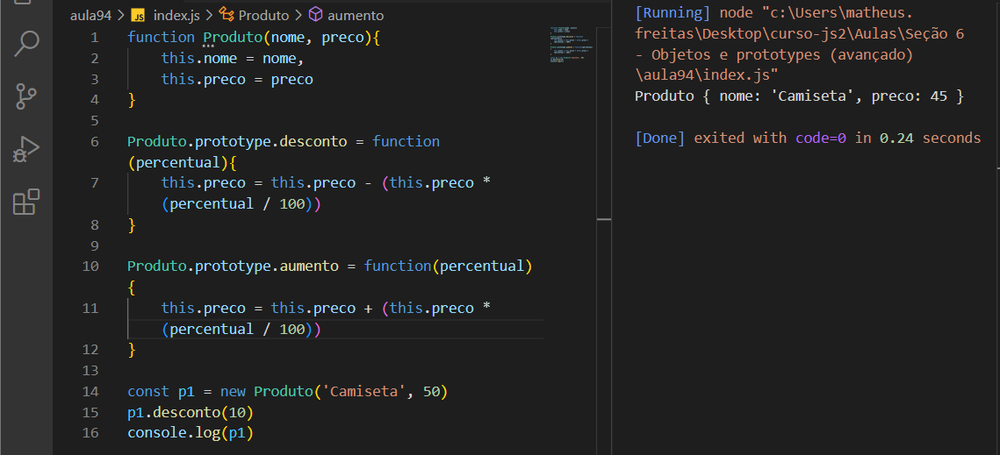 aula94 > JS index.js > Produto > aumento
1 function Produto(nome, preco){
2 this.nome = nome,
3 this.preco = preco
4 }
5
6 Produto.prototype.desconto = function
(percentual){
7 this.preco = this.preco - (this.preco *
(percentual / 100))
8 }
9
10 Produto.prototype.aumento = function(percentual)
{
11 this.preco = this.preco + (this.preco *
(percentual / 100))
12 }
13
14 const p1 = new Produto('Camiseta', 50)
15 p1.desconto(10)
16 console.log(p1)
[Running] node "c:\Users\matheus.
freitas\Desktop\curso-js2\Aulas\Seção 6
- Objetos e prototypes (avançado)
\aula94\index.js"
Produto { nome: 'Camiseta', preco: 45 }
[Done] exited with code=0 in 0.24 seconds